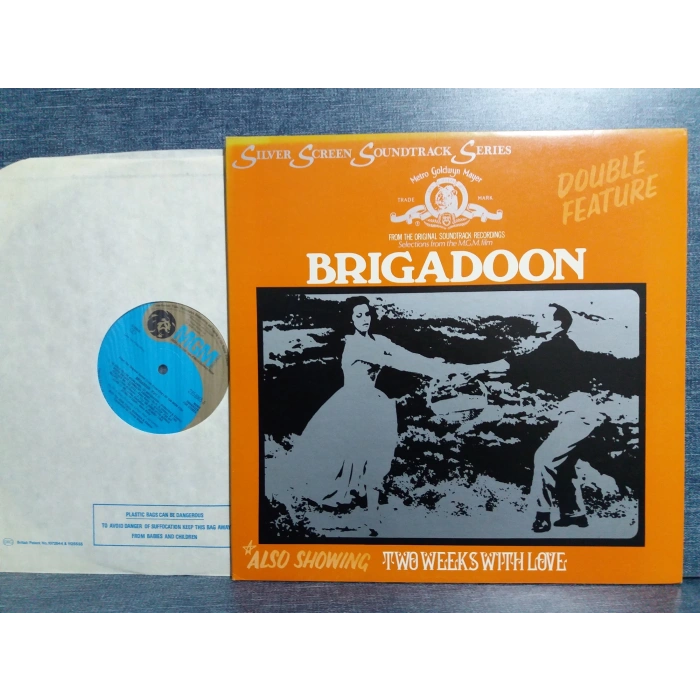 SILVER SCREEN SOUNDTRACK SERIES
Metro Goldwyn Mayer
TRADE MARK
DOUBLE
FEATURE
FROM THE ORIGINAL SOUNDTRACK RECORDINGS
Selections from the M.G.M. film
BRIGADOON
ALSO SHOWING TWO WEEKS WITH LOVE
MGM
PLASTIC BAGS CAN BE DANGEROUS
TO AVOID DANGER OF SUFFOCATION KEEP THIS BAG AWAY
FROM BABIES AND CHILDREN